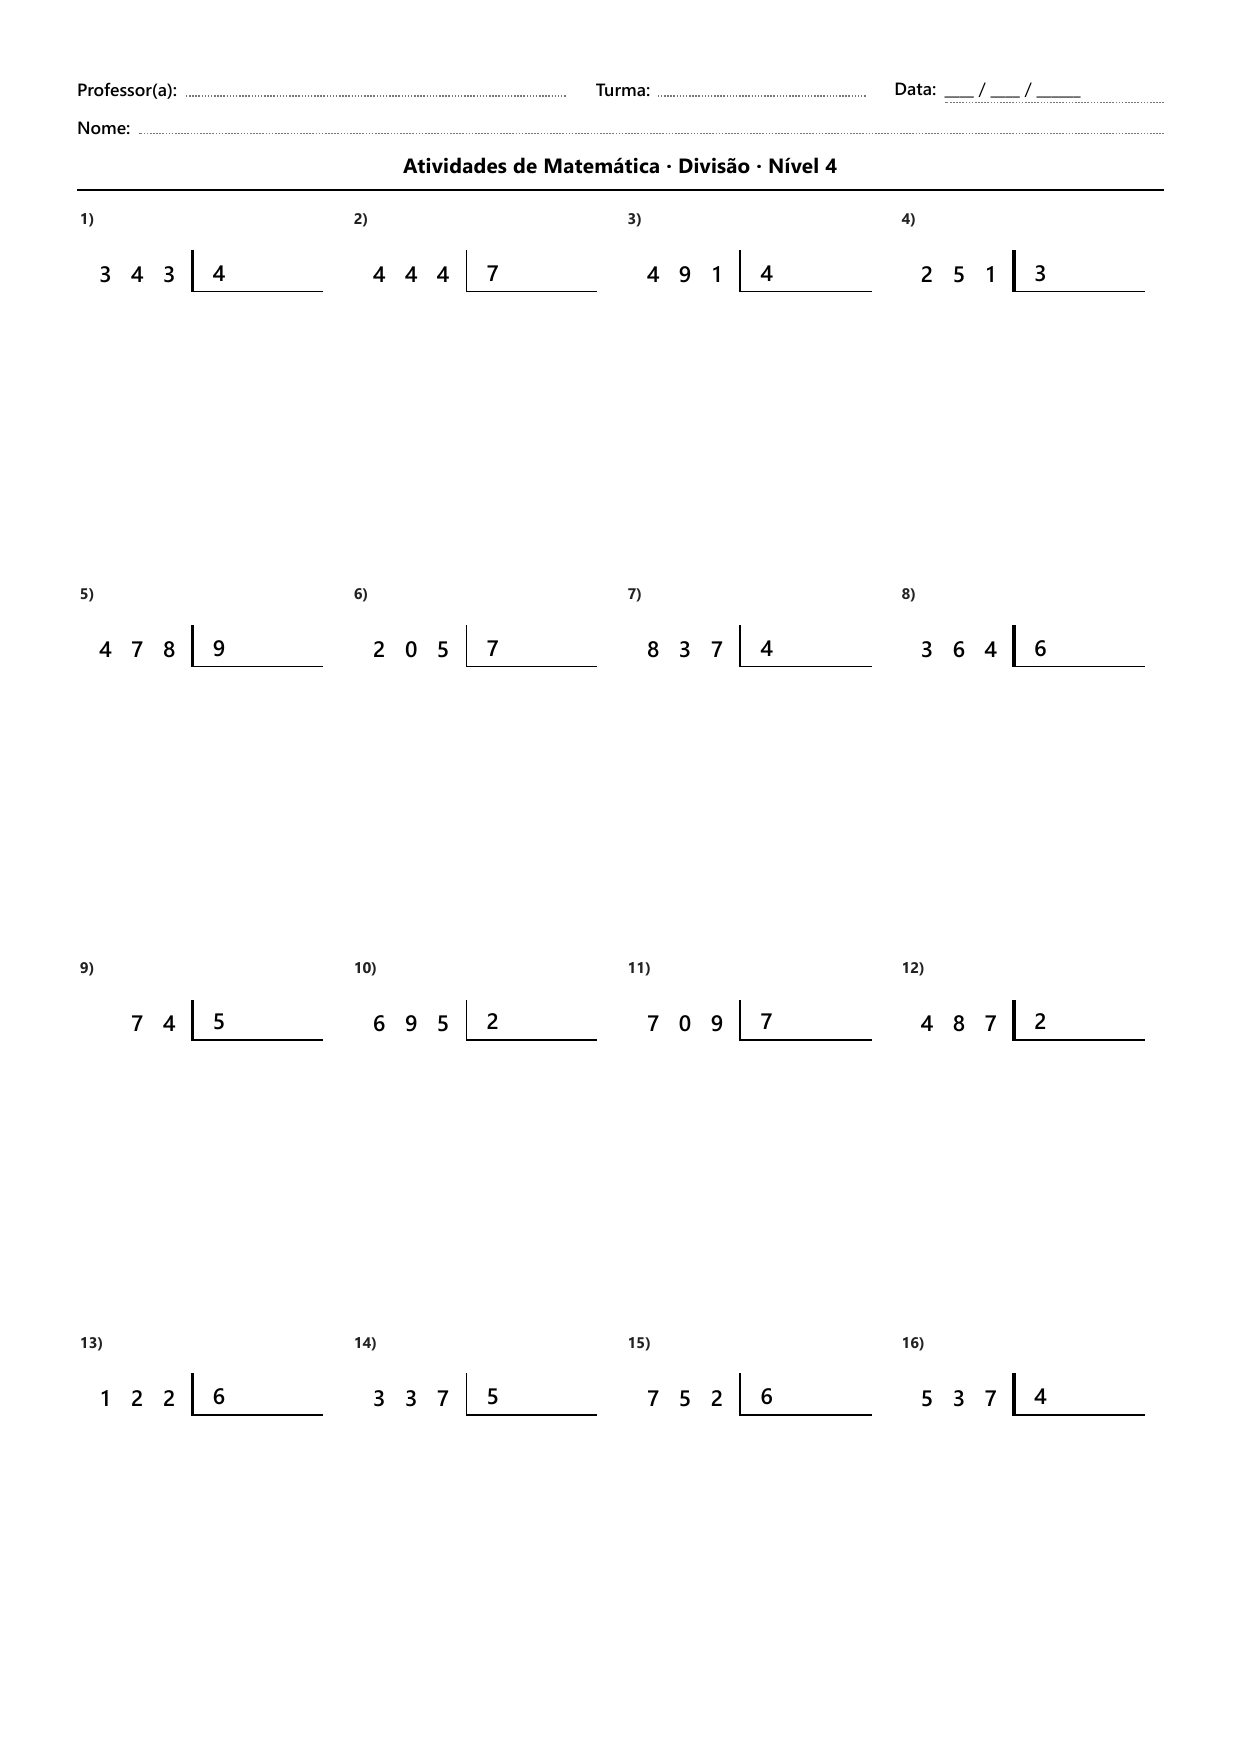 Professor(a): Turma: Data: ___ / ___ / _____
Nome:
Atividades de Matemática · Divisão · Nível 4
1) 2) 3) 4)
3 4 3 4 4 4 4 7 4 9 1 4 2 5 1 3
5) 6) 7) 8)
4 7 8 9 2 0 5 7 8 3 7 4 3 6 4 6
9) 10) 11) 12)
7 4 5 6 9 5 2 7 0 9 7 4 8 7 2
13) 14) 15) 16)
1 2 2 6 3 3 7 5 7 5 2 6 5 3 7 4